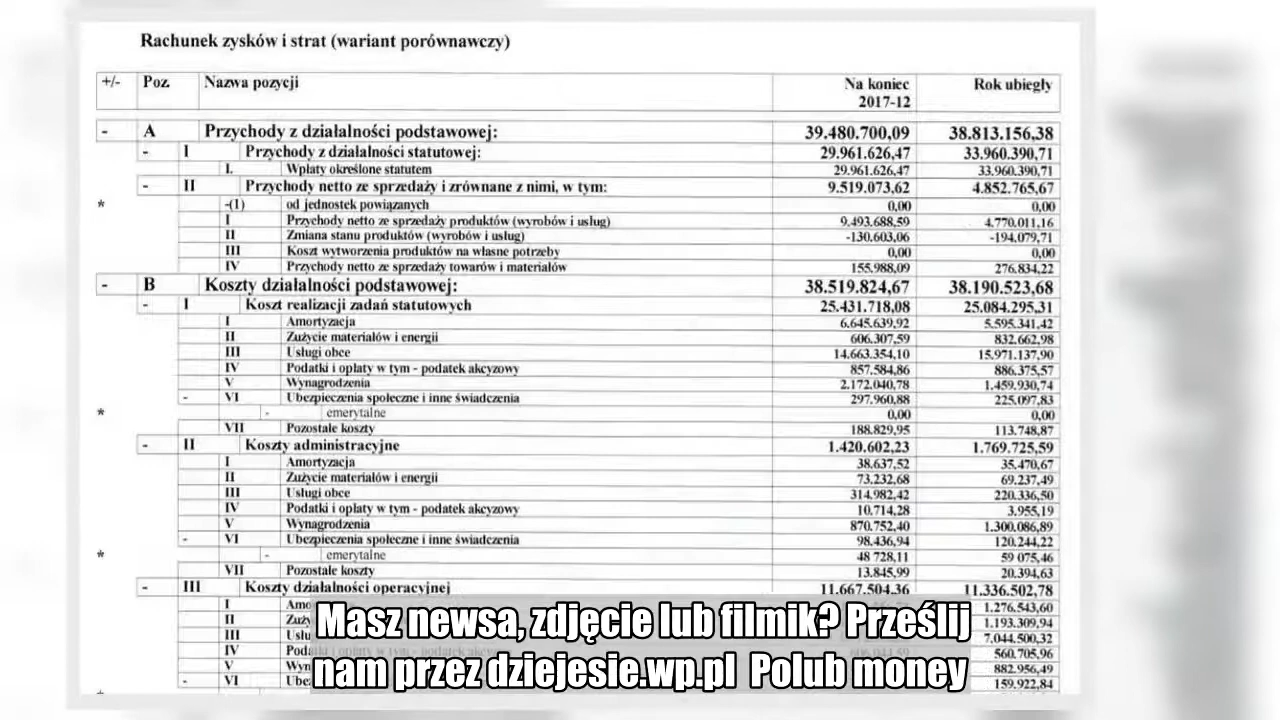 Rachunek zysków i strat (wariant porównawczy)
+/- Poz. Nazwa pozycji Na koniec 2017-12 Rok ubiegły
- A Przychody z działalności podstawowej: 39.480.700,09 38.813.156,38
- I Przychody z działalności statutowej: 29.961.626,47 33.960.390,71
I. Wpłaty określone statutem 29.961.626,47 33.960.390,71
- II Przychody netto ze sprzedaży i zrównane z nimi, w tym: 9.519.073,62 4.852.765,67
* -(1) od jednostek powiązanych 0,00 0,00
I Przychody netto ze sprzedaży produktów (wyrobów i usług) 9.493.688,59 4.770.011,16
II Zmiana stanu produktów (wyrobów i usług) -130.603,06 -194.079,71
III Koszt wytworzenia produktów na własne potrzeby 0,00 0,00
IV Przychody netto ze sprzedaży towarów i materiałów 155.988,09 276.834,22
- B Koszty działalności podstawowej: 38.519.824,67 38.190.523,68
- I Koszt realizacji zadań statutowych 25.431.718,08 25.084.295,31
I Amortyzacja 6.645.639,92 5.595.341,42
II Zużycie materiałów i energii 606.307,59 832.662,98
III Usługi obce 14.663.354,10 15.971.137,90
IV Podatki i opłaty w tym - podatek akcyzowy 857.584,86 886.375,57
V Wynagrodzenia 2.172.040,78 1.459.930,74
- VI Ubezpieczenia społeczne i inne świadczenia 297.960,88 225.097,83
* - emerytalne 0,00 0,00
VII Pozostałe koszty 188.829,95 113.748,87
- II Koszty administracyjne 1.420.602,23 1.769.725,59
I Amortyzacja 38.637,52 35.470,67
II Zużycie materiałów i energii 73.232,68 69.237,49
III Usługi obce 314.982,42 220.336,50
IV Podatki i opłaty w tym - podatek akcyzowy 10.714,28 3.955,19
V Wynagrodzenia 870.752,40 1.300.086,89
- VI Ubezpieczenia społeczne i inne świadczenia 98.436,94 120.244,22
* - emerytalne 48 728,11 59 075,46
VII Pozostałe koszty 13.845,99 20.394,63
- III Koszty działalności operacyjnej 11.667.504,36 11.336.502,78
I Amo 1.276.543,60
II Zuży 1.193.309,94
III Usłu 7.044.500,32
IV Poda 560.705,96
V Wyn 882.956,49
- VI Ube 159.922,84
Masz newsa, zdjęcie lub filmik? Prześlij
nam przez dziejesie.wp.pl Polub money